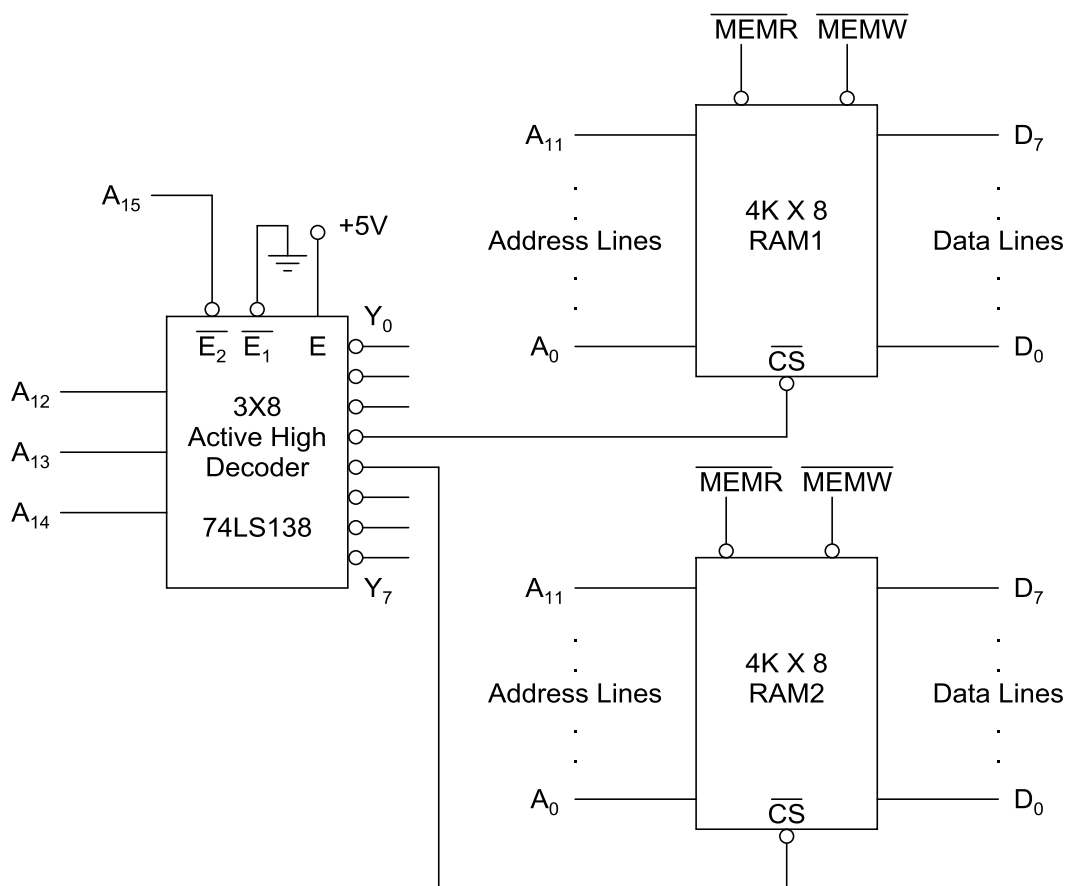 A15
+5V
E2 E1 E
Y0
A12
A13
A14
3X8
Active High
Decoder
74LS138
Y7
MEMR MEMW
A11
Address Lines
A0
4K X 8
RAM1
CS
D7
Data Lines
D0
MEMR MEMW
A11
Address Lines
A0
4K X 8
RAM2
CS
D7
Data Lines
D0